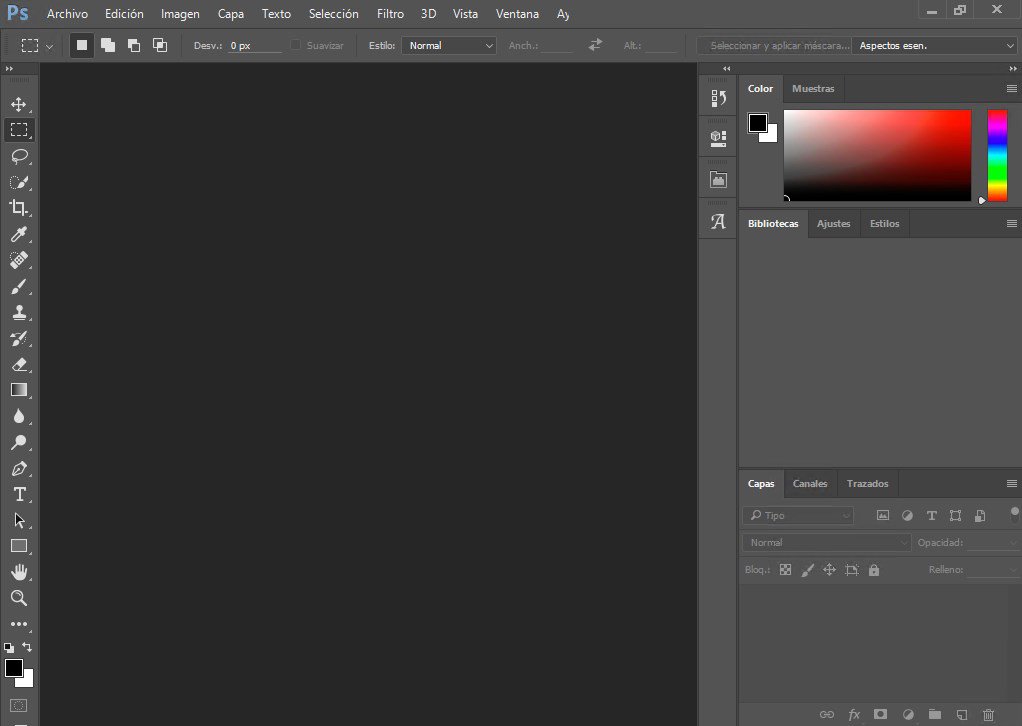 Ps Archivo Edición Imagen Capa Texto Selección Filtro 3D Vista Ventana Ay
Desv.: 0 px Suavizar Estilo: Normal Anch.: Alt.: Seleccionar y aplicar máscara... Aspectos esen.
Color Muestras
Bibliotecas Ajustes Estilos
Capas Canales Trazados
Tipo
Normal Opacidad:
Bloq.: Relleno:
fx